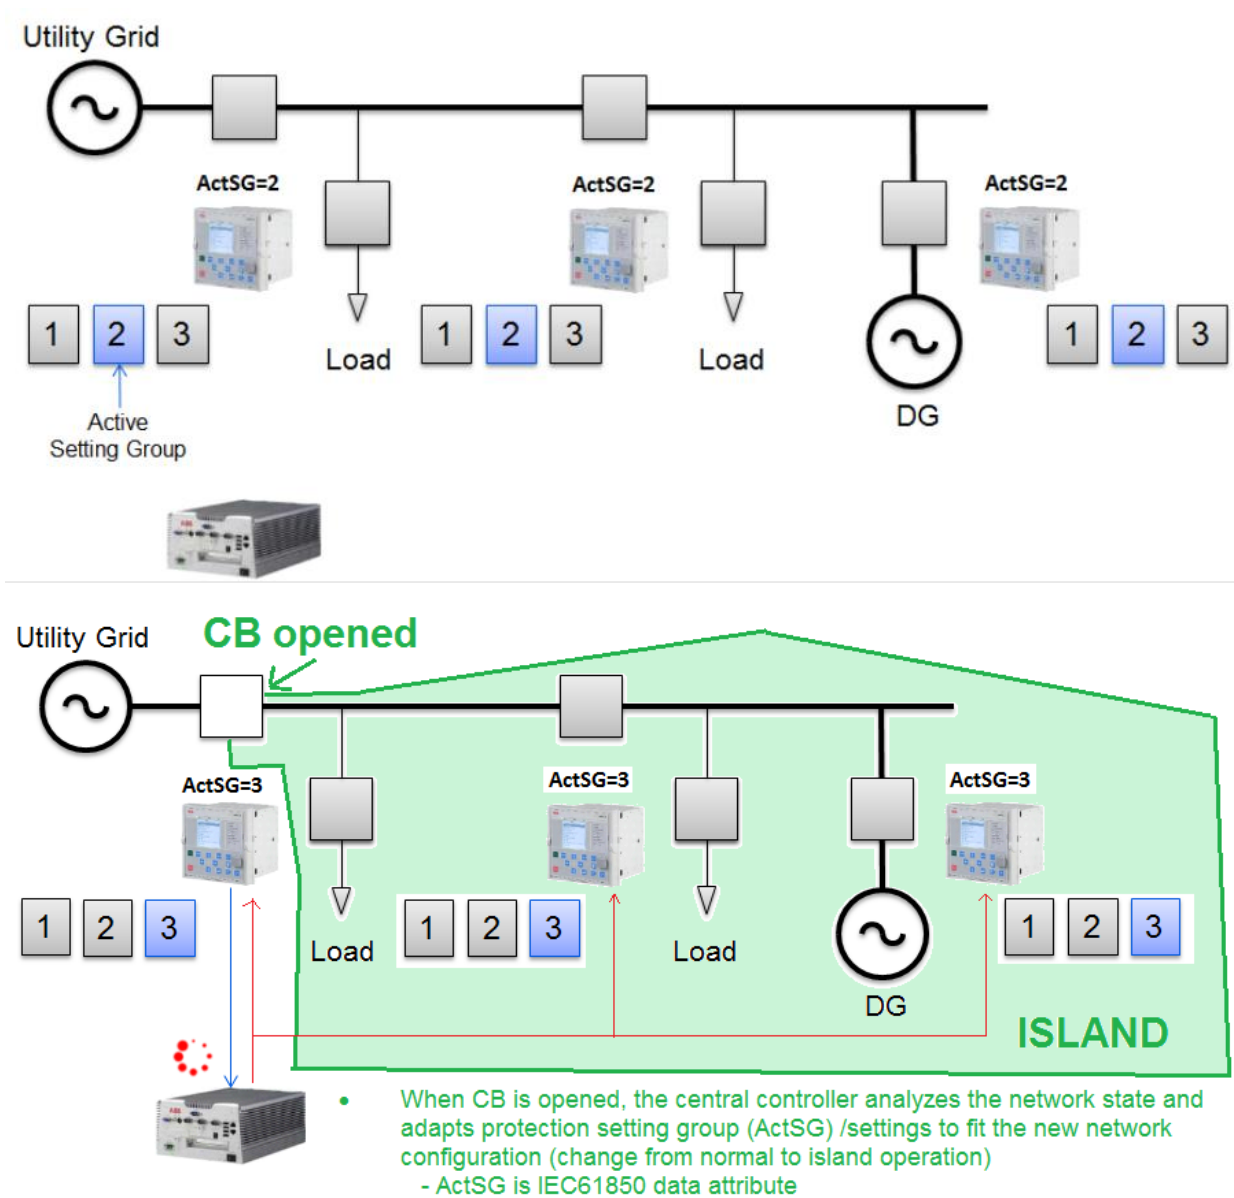 Utility Grid
ActSG=2
ActSG=2
ActSG=2
1 2 3
1 2 3
1 2 3
Load
Load
DG
Active
Setting Group
ABB
CB opened
Utility Grid
ActSG=3
ActSG=3
ActSG=3
1 2 3
1 2 3
1 2 3
Load
Load
DG
ISLAND
ABB
• When CB is opened, the central controller analyzes the network state and
adapts protection setting group (ActSG) /settings to fit the new network
configuration (change from normal to island operation)
- ActSG is IEC61850 data attribute